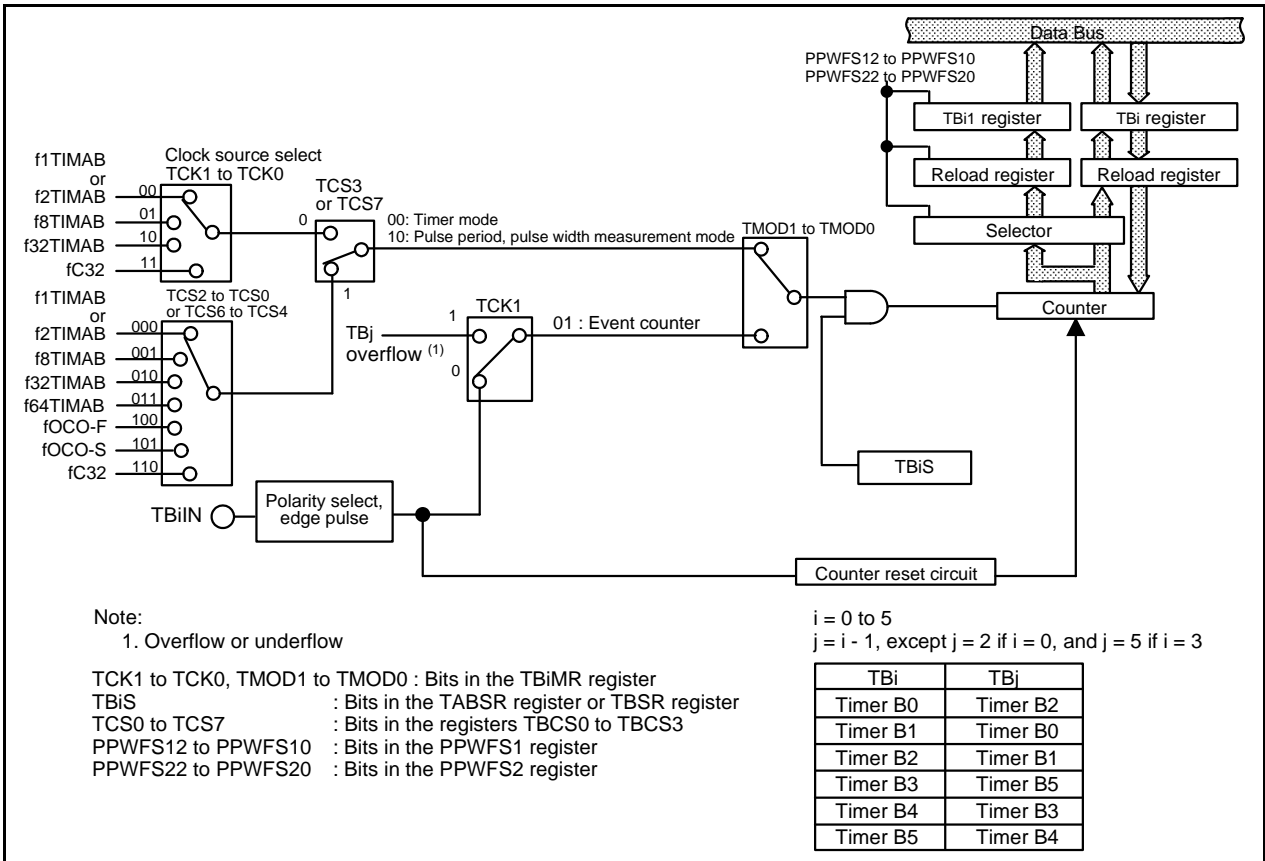 Data Bus
PPWFS12 to PPWFS10
PPWFS22 to PPWFS20
TBi1 register
TBi register
Reload register
Reload register
Selector
Counter
f1TIMAB
or
f2TIMAB
f8TIMAB
f32TIMAB
fC32
Clock source select
TCK1 to TCK0
00
01
10
11
TCS3
or TCS7
0
1
00: Timer mode
10: Pulse period, pulse width measurement mode
TMOD1 to TMOD0
f1TIMAB
or
f2TIMAB
f8TIMAB
f32TIMAB
f64TIMAB
fOCO-F
fOCO-S
fC32
TCS2 to TCS0
or TCS6 to TCS4
000
001
010
011
100
101
110
TBj
overflow (1)
TCK1
1
0
01 : Event counter
TBiS
TBiIN
Polarity select,
edge pulse
Counter reset circuit
Note:
1. Overflow or underflow
TCK1 to TCK0, TMOD1 to TMOD0 : Bits in the TBiMR register
TBiS : Bits in the TABSR register or TBSR register
TCS0 to TCS7 : Bits in the registers TBCS0 to TBCS3
PPWFS12 to PPWFS10 : Bits in the PPWFS1 register
PPWFS22 to PPWFS20 : Bits in the PPWFS2 register
i = 0 to 5
j = i - 1, except j = 2 if i = 0, and j = 5 if i = 3
TBi TBj
Timer B0 Timer B2
Timer B1 Timer B0
Timer B2 Timer B1
Timer B3 Timer B5
Timer B4 Timer B3
Timer B5 Timer B4